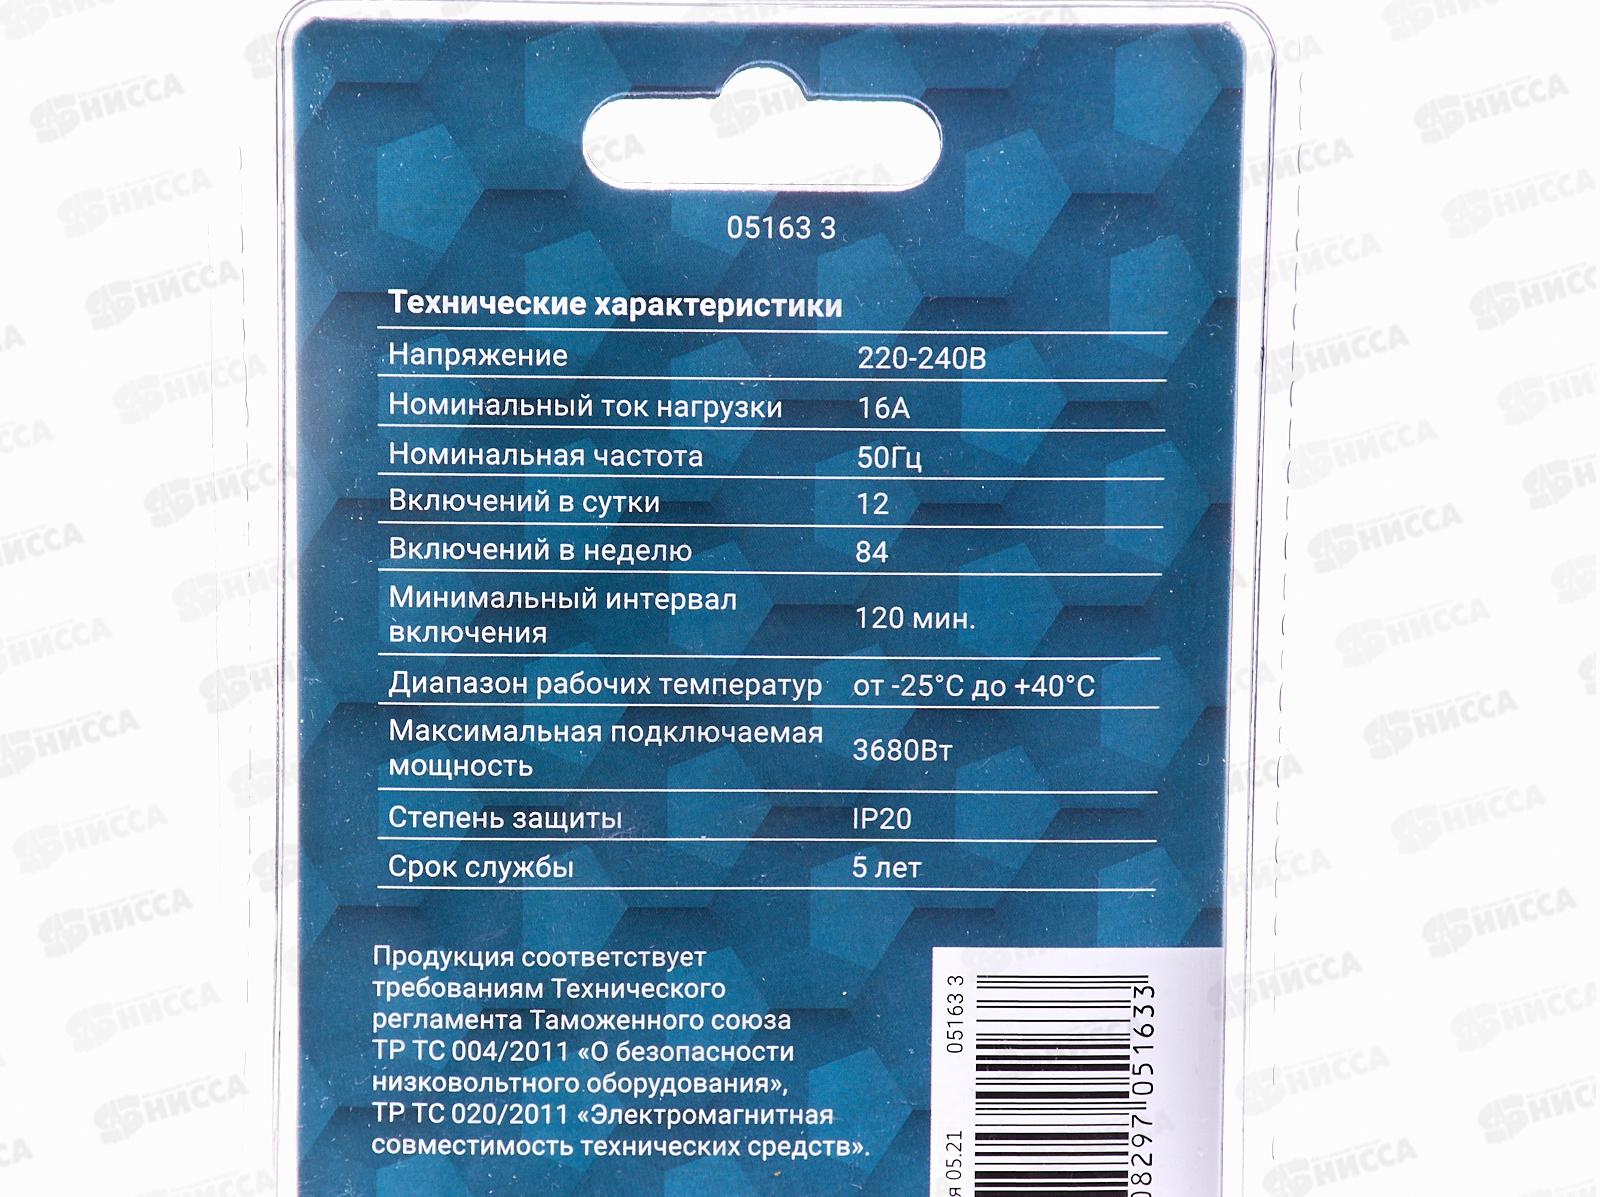 05163 3
Технические характеристики
Напряжение 220-240В
Номинальный ток нагрузки 16А
Номинальная частота 50Гц
Включений в сутки 12
Включений в неделю 84
Минимальный интервал
включения 120 мин.
Диапазон рабочих температур от -25°С до +40°С
Максимальная подключаемая
мощность 3680Вт
Степень защиты IP20
Срок службы 5 лет
Продукция соответствует
требованиям Технического
регламента Таможенного союза
ТР ТС 004/2011 «О безопасности
низковольтного оборудования»,
ТР ТС 020/2011 «Электромагнитная
совместимость технических средств».
05163 3
05.21
08297 051633
НИССА